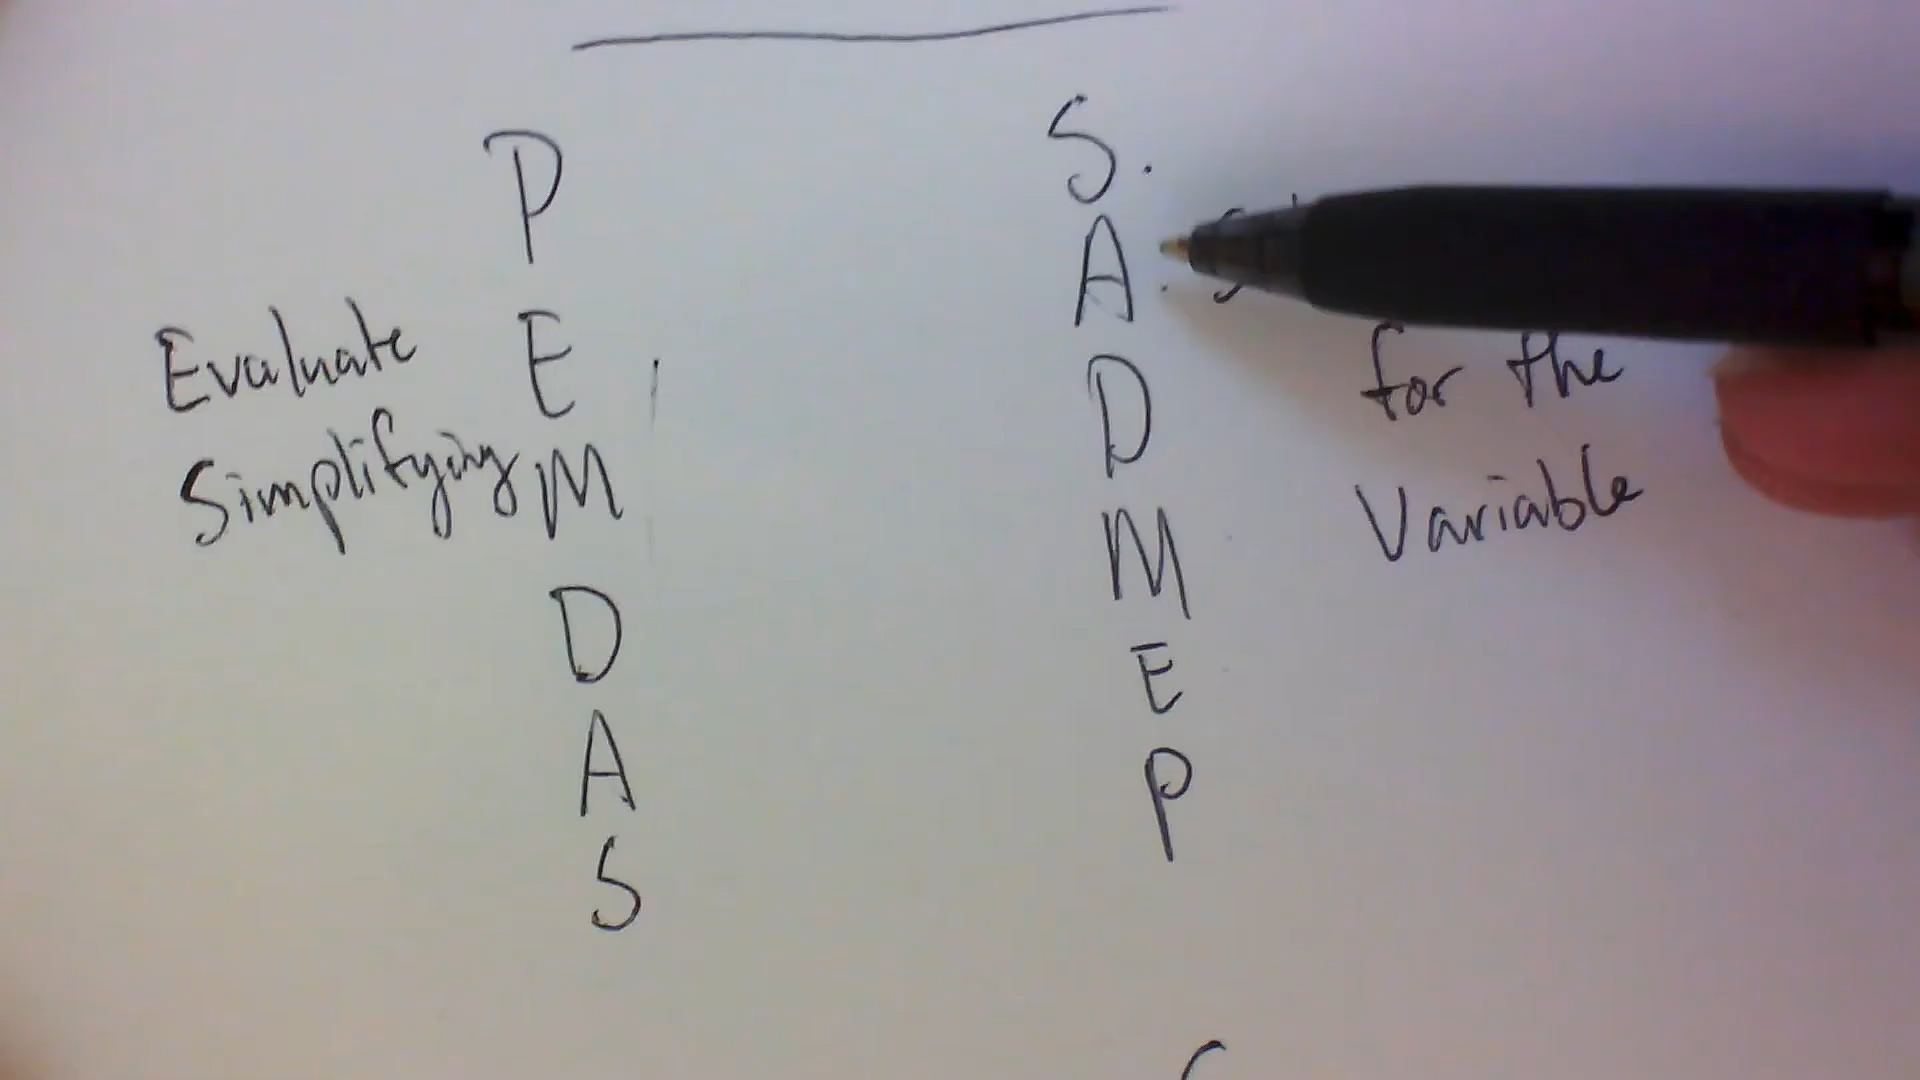 P
Evaluate E
Simplifying M
D
A
S
S.
A.
D
M
E
P
for the
Variable